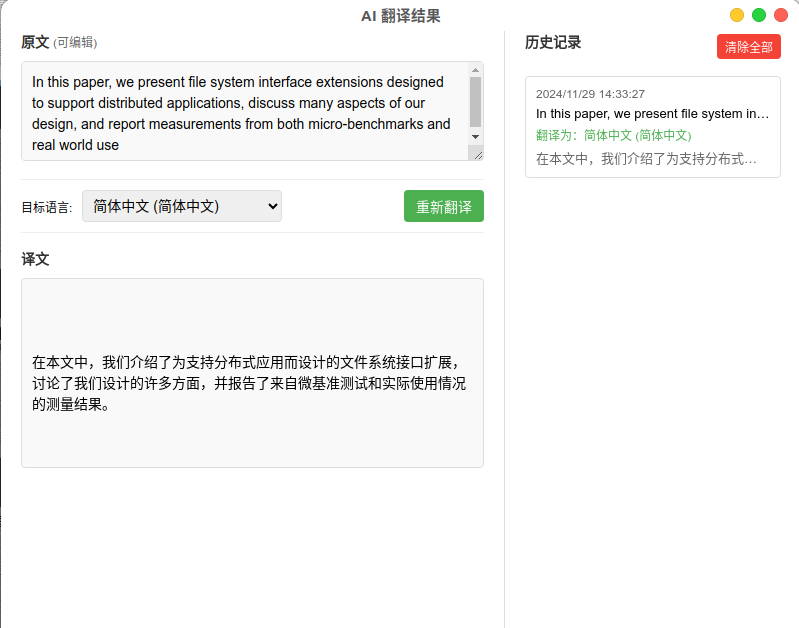 AI 翻译结果
原文 (可编辑)
In this paper, we present file system interface extensions designed
to support distributed applications, discuss many aspects of our
design, and report measurements from both micro-benchmarks and
real world use
目标语言:
简体中文 (简体中文)
重新翻译
译文
在本文中，我们介绍了为支持分布式应用而设计的文件系统接口扩展，
讨论了我们设计的许多方面，并报告了来自微基准测试和实际使用情况
的测量结果。
历史记录
清除全部
2024/11/29 14:33:27
In this paper, we present file system in…
翻译为：简体中文 (简体中文)
在本文中，我们介绍了为支持分布式…